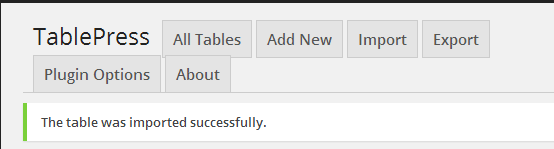 TablePress All Tables Add New Import Export
Plugin Options About
The table was imported successfully.